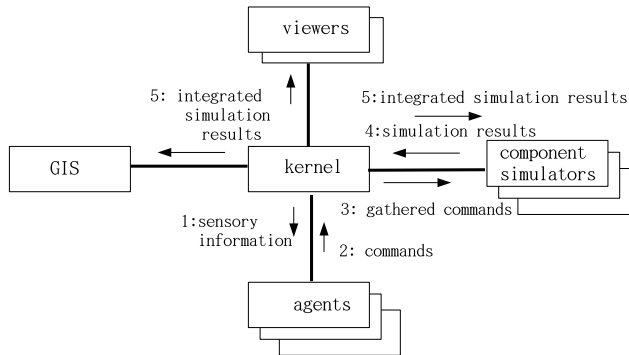 viewers
5: integrated
simulation
results
5:integrated simulation results
4:simulation results
GIS
kernel
component
simulators
3: gathered commands
1:sensory
information
2: commands
agents